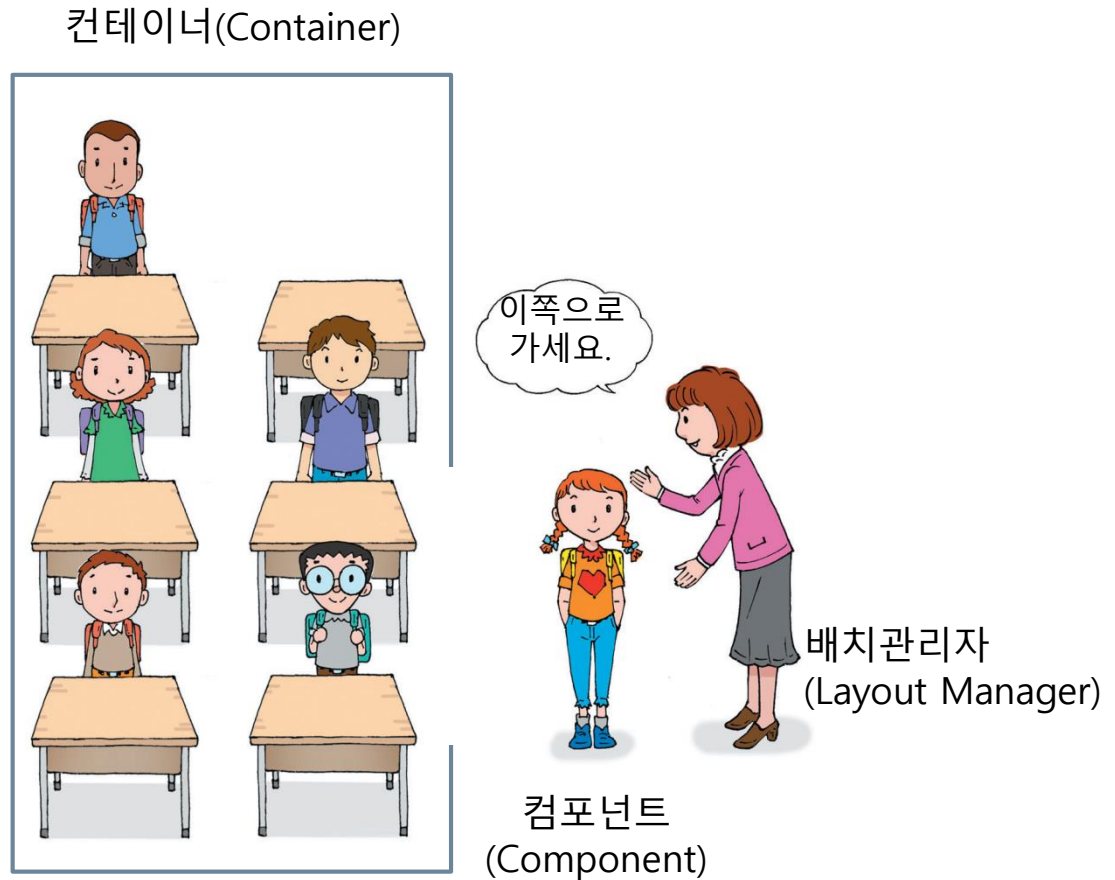 컨테이너(Container)
이쪽으로
가세요.
배치관리자
(Layout Manager)
컴포넌트
(Component)